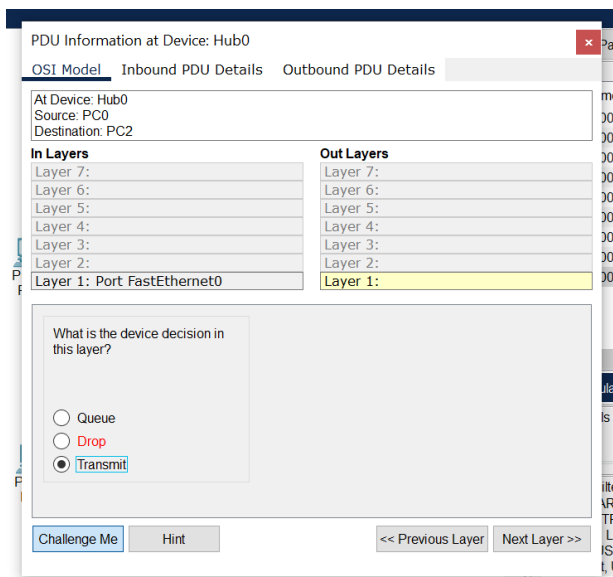 PDU Information at Device: Hub0
OSI Model Inbound PDU Details Outbound PDU Details
At Device: Hub0
Source: PC0
Destination: PC2
In Layers Out Layers
Layer 7: Layer 7:
Layer 6: Layer 6:
Layer 5: Layer 5:
Layer 4: Layer 4:
Layer 3: Layer 3:
Layer 2: Layer 2:
Layer 1: Port FastEthernet0 Layer 1:
What is the device decision in
this layer?
Queue
Drop
Transmit
Challenge Me Hint << Previous Layer Next Layer >>